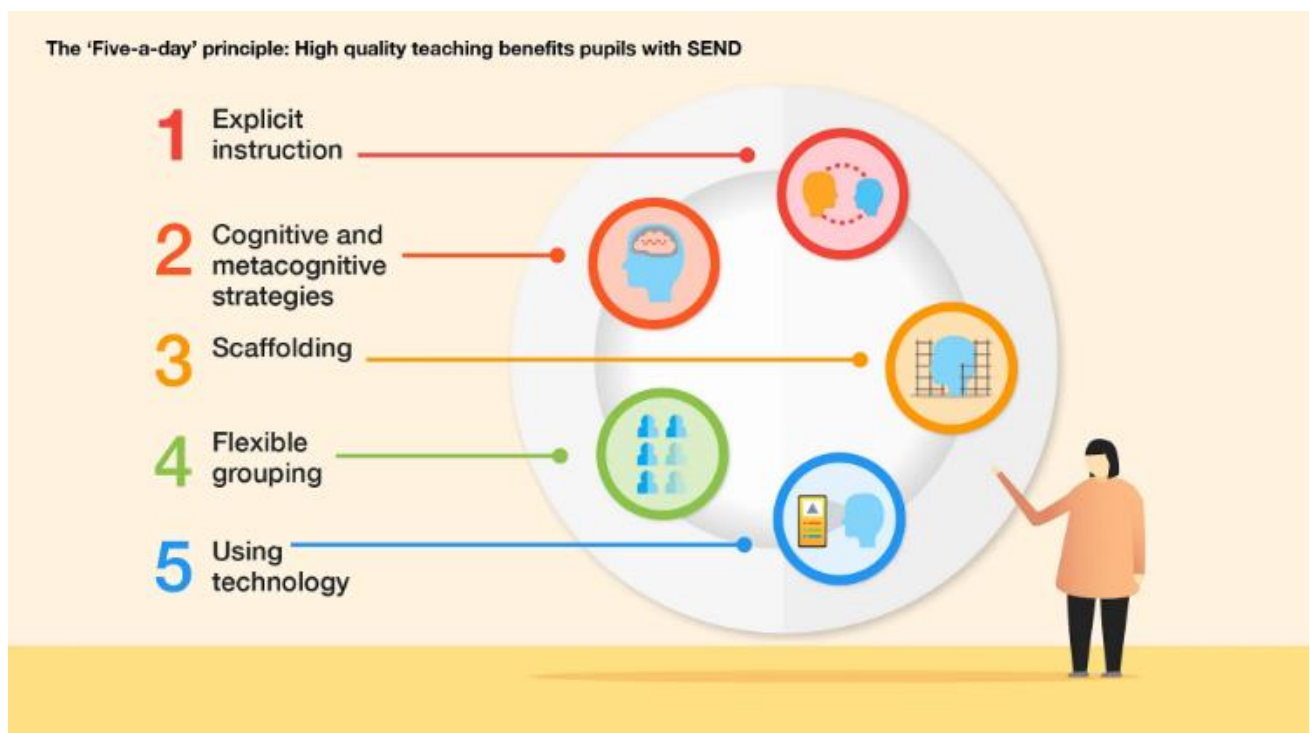 The ‘Five-a-day’ principle: High quality teaching benefits pupils with SEND
1
Explicit
instruction
2
Cognitive and
metacognitive
strategies
3
Scaffolding
4
Flexible
grouping
5
Using
technology